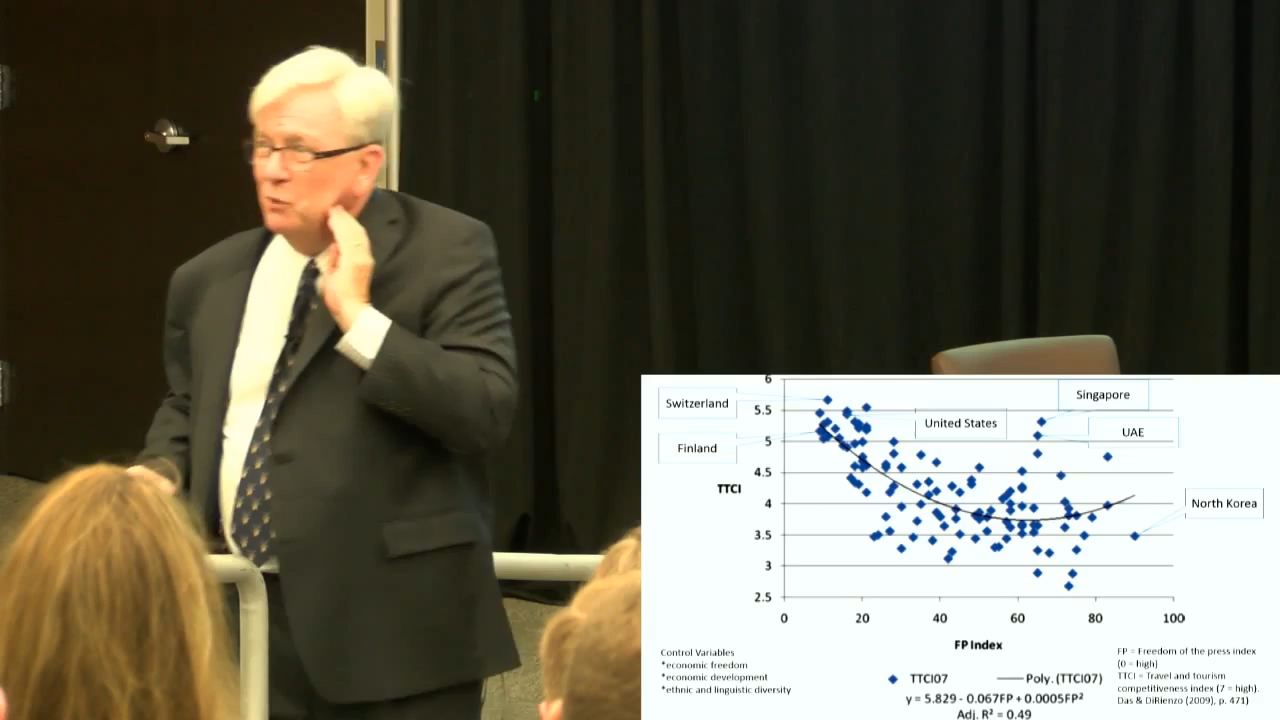 Switzerland
Finland
United States
Singapore
UAE
North Korea
TTCI
6
5.5
5
4.5
4
3.5
3
2.5
0 20 40 60 80 100
FP Index
TTCI07 Poly. (TTCI07)
y = 5.829 - 0.067FP + 0.0005FP²
Adj. R² = 0.49
Control Variables
*economic freedom
*economic development
*ethnic and linguistic diversity
FP = Freedom of the press index
(0 = high)
TTCI = Travel and tourism
competitiveness index (7 = high).
Das & DiRienzo (2009), p. 471)